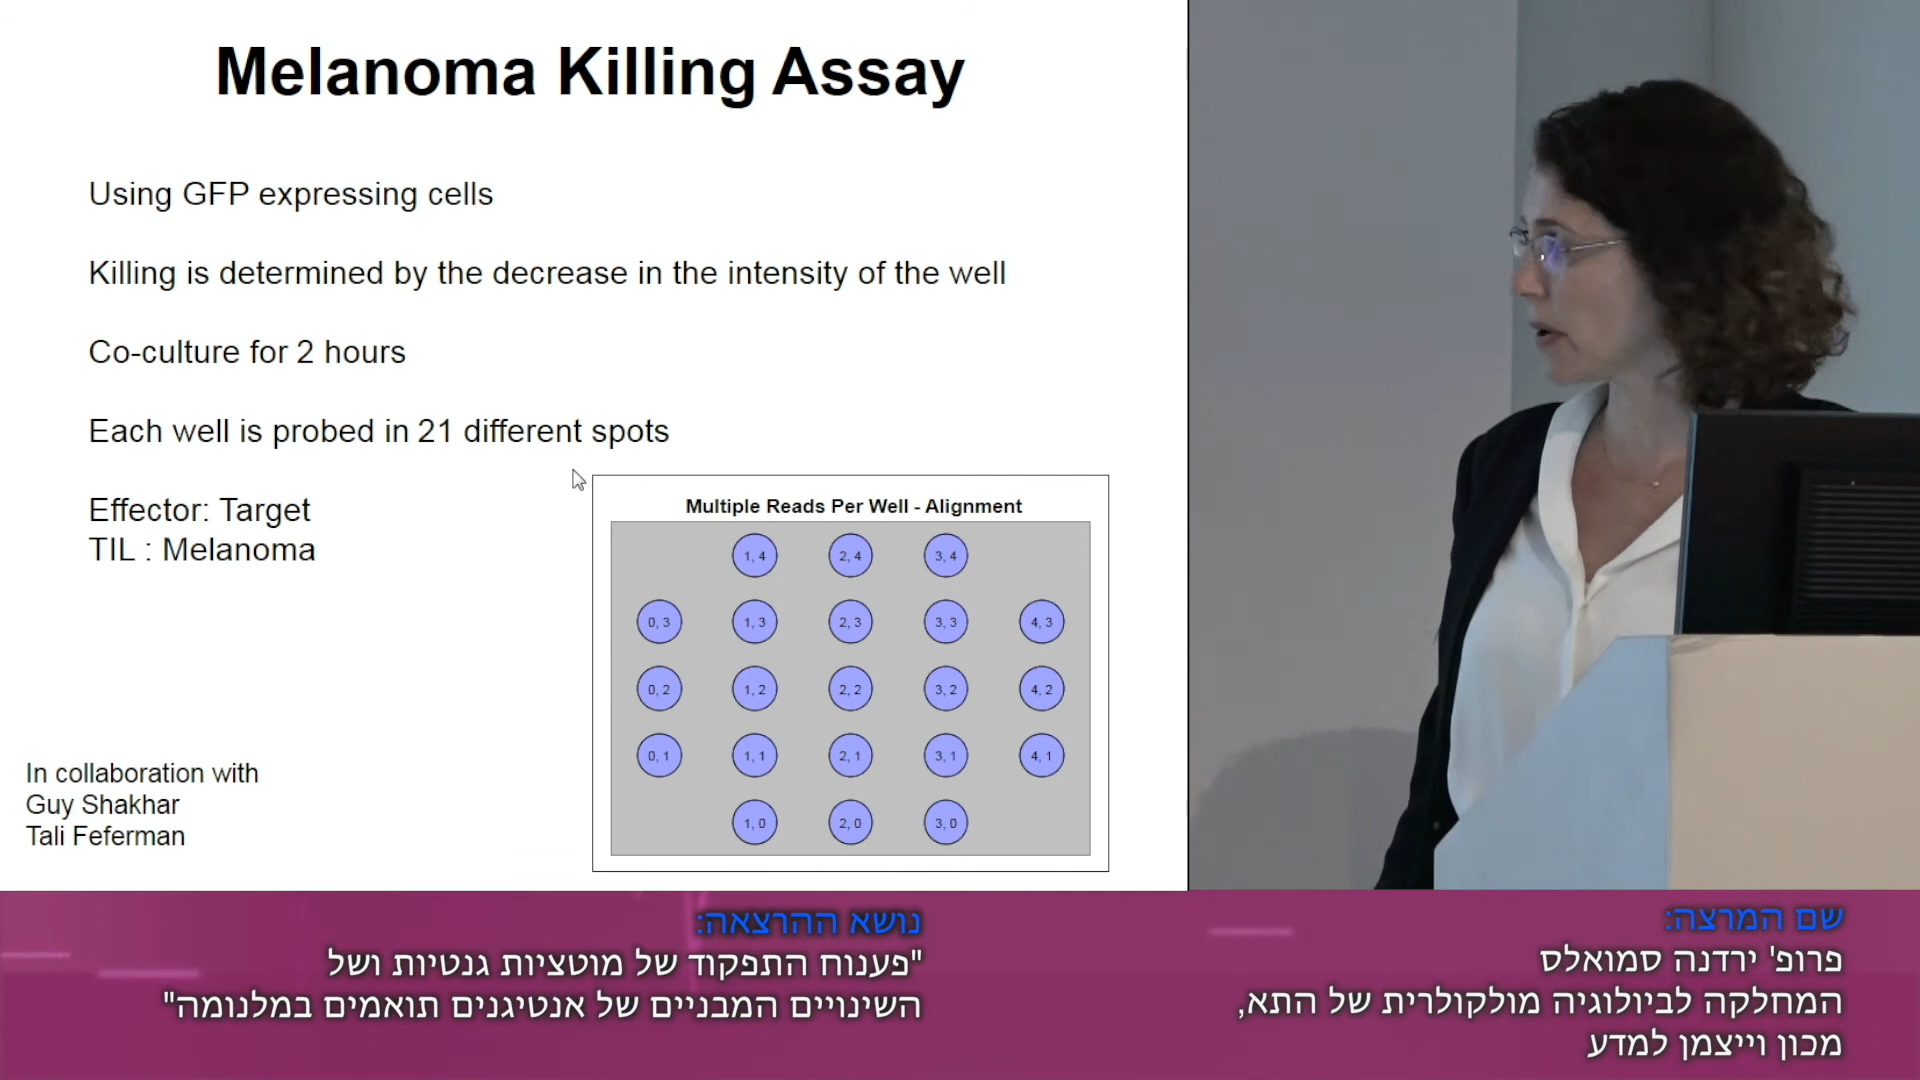 Melanoma Killing Assay
Using GFP expressing cells
Killing is determined by the decrease in the intensity of the well
Co-culture for 2 hours
Each well is probed in 21 different spots
Effector: Target
TIL : Melanoma
In collaboration with
Guy Shakhar
Tali Feferman
Multiple Reads Per Well - Alignment
1, 4 2, 4 3, 4
0, 3 1, 3 2, 3 3, 3 4, 3
0, 2 1, 2 2, 2 3, 2 4, 2
0, 1 1, 1 2, 1 3, 1 4, 1
1, 0 2, 0 3, 0
שם המרצה:
פרופ' ירדנה סמואלס
המחלקה לביולוגיה מולקולרית של התא,
מכון וייצמן למדע
נושא ההרצאה:
"פענוח התפקוד של מוטציות גנטיות ושל
השינויים המבניים של אנטיגנים תואמים במלנומה"